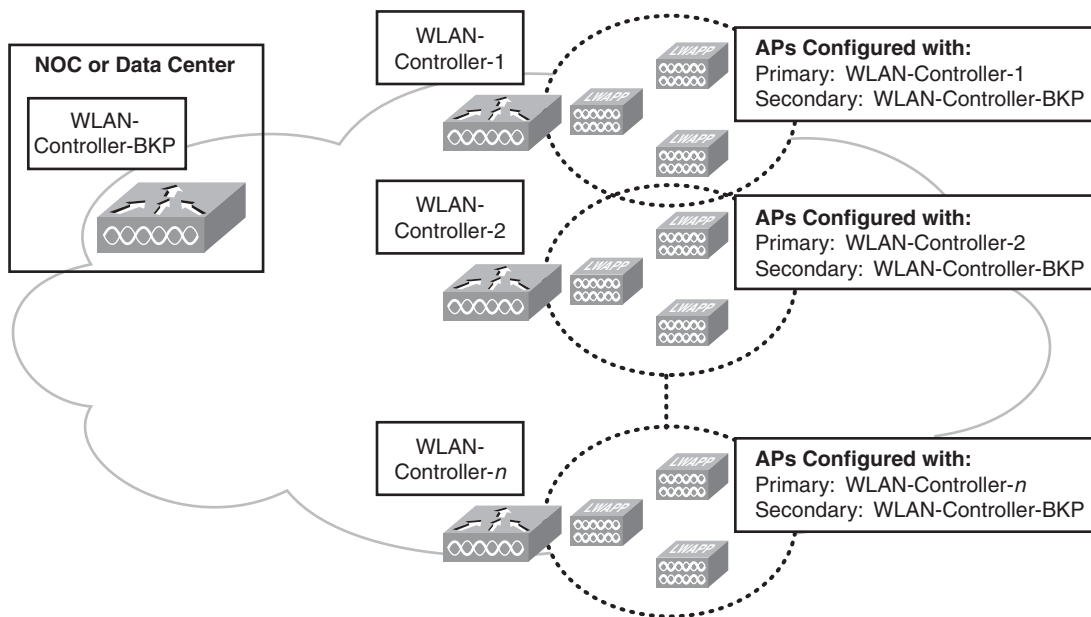 NOC or Data Center
WLAN-
Controller-BKP
WLAN-
Controller-1
LWAPP
LWAPP
LWAPP
APs Configured with:
Primary: WLAN-Controller-1
Secondary: WLAN-Controller-BKP
WLAN-
Controller-2
LWAPP
LWAPP
LWAPP
APs Configured with:
Primary: WLAN-Controller-2
Secondary: WLAN-Controller-BKP
WLAN-
Controller-n
LWAPP
LWAPP
LWAPP
APs Configured with:
Primary: WLAN-Controller-n
Secondary: WLAN-Controller-BKP